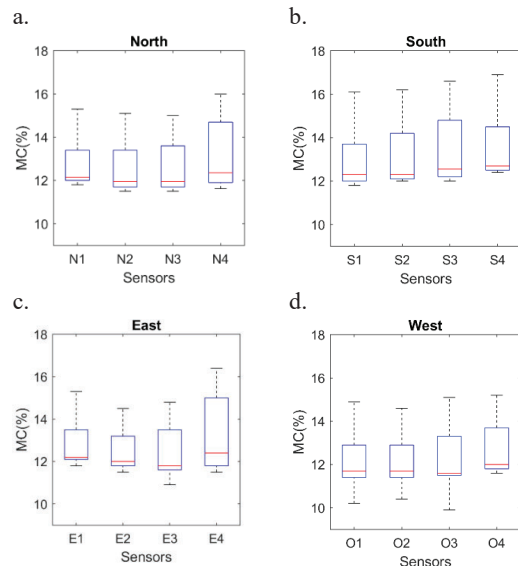 a.
North
18
16
14
12
10
MC(%)
N1 N2 N3 N4
Sensors
b.
South
18
16
14
12
10
MC(%)
S1 S2 S3 S4
Sensors
c.
East
18
16
14
12
10
MC(%)
E1 E2 E3 E4
Sensors
d.
West
18
16
14
12
10
MC(%)
O1 O2 O3 O4
Sensors